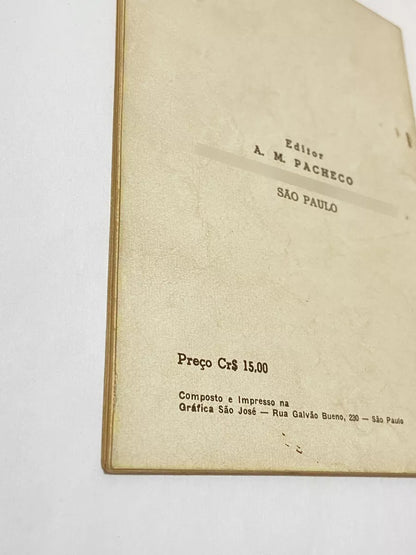 Editor
A. M. PACHECO
SÃO PAULO
Preço Cr$ 15,00
Composto e Impresso na
Gráfica São José — Rua Galvão Bueno, 230 — São Paulo